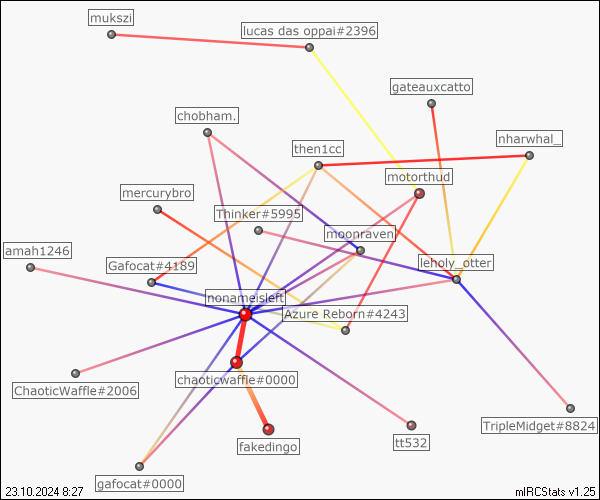 mukszi
lucas das oppai#2396
gateauxcatto
chobham.
nharwhal_
then1cc
motorthud
mercurybro
Thinker#5995
moonraven
amah1246
Gafocat#4189
leholy_otter
nonameisleft
Azure Reborn#4243
chaoticwaffle#0000
ChaoticWaffle#2006
TripleMidget#8824
fakedingo
tt532
gafocat#0000
23.10.2024 8:27
mIRCStats v1.25